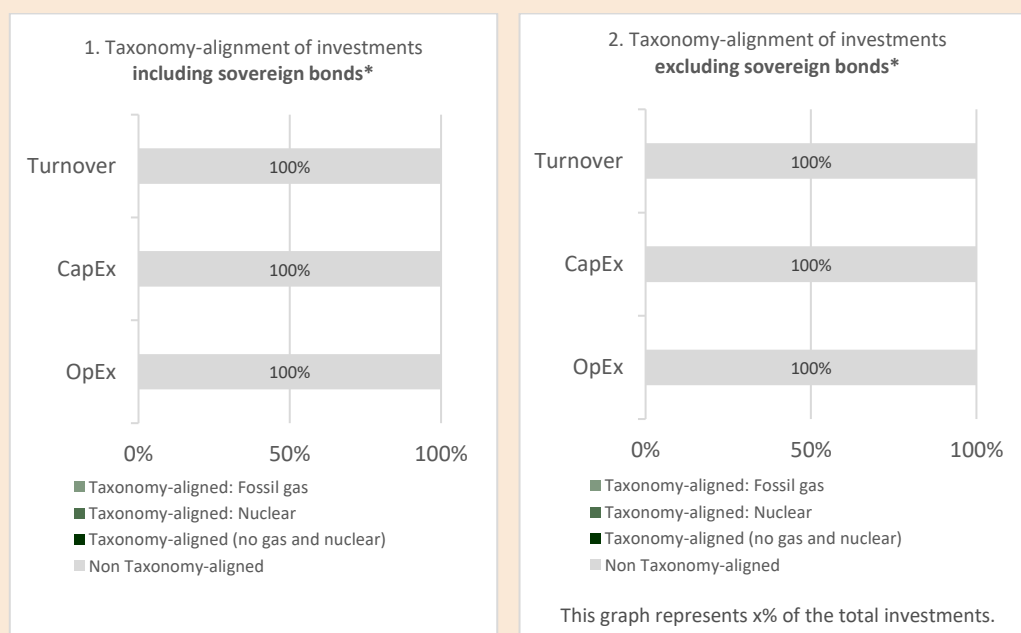 1. Taxonomy-alignment of investments
including sovereign bonds*
Turnover
100%
CapEx
100%
OpEx
100%
0% 50% 100%
Taxonomy-aligned: Fossil gas
Taxonomy-aligned: Nuclear
Taxonomy-aligned (no gas and nuclear)
Non Taxonomy-aligned
2. Taxonomy-alignment of investments
excluding sovereign bonds*
Turnover
100%
CapEx
100%
OpEx
100%
0% 50% 100%
Taxonomy-aligned: Fossil gas
Taxonomy-aligned: Nuclear
Taxonomy-aligned (no gas and nuclear)
Non Taxonomy-aligned
This graph represents x% of the total investments.